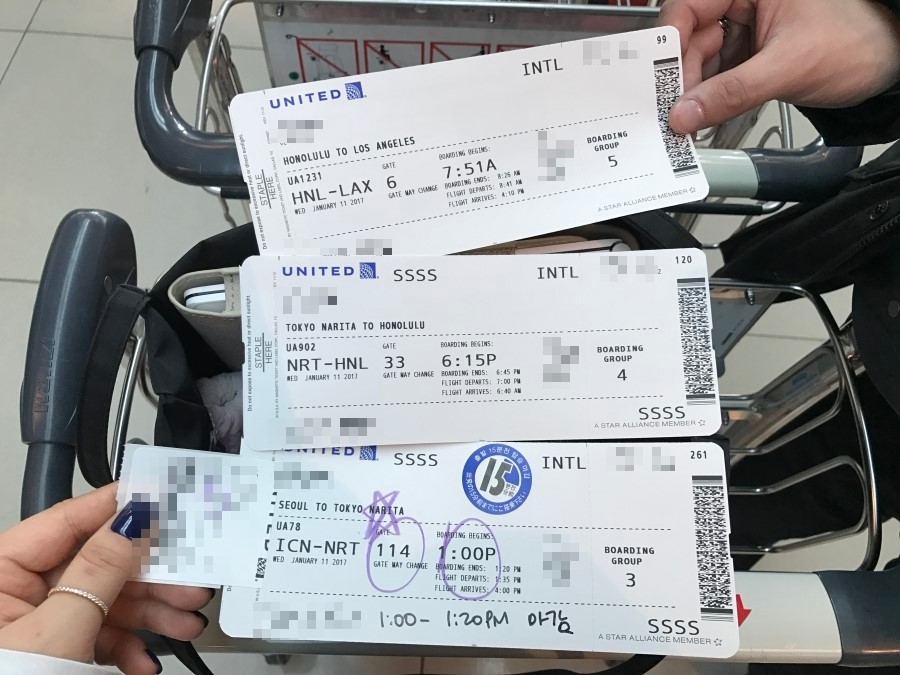 99
INTL
UNITED
HONOLULU TO LOS ANGELES
UA1231
GATE
BOARDING BEGINS:
BOARDING GROUP
HNL-LAX 6 7:51A 5
WED JANUARY 11 2017 GATE MAY CHANGE
BOARDING ENDS: 8:26 AM
FLIGHT DEPARTS: 8:41 AM
FLIGHT ARRIVES: 4:10 PM
STAPLE HERE
A STAR ALLIANCE MEMBER
UNITED SSSS INTL 120
TOKYO NARITA TO HONOLULU
UA902 GATE BOARDING BEGINS:
BOARDING GROUP
NRT-HNL 33 6:15P 4
WED JANUARY 11 2017 GATE MAY CHANGE
BOARDING ENDS: 6:45 PM
FLIGHT DEPARTS: 7:00 PM
FLIGHT ARRIVES: 6:40 AM
STAPLE HERE
SSSS
A STAR ALLIANCE MEMBER
UNITED SSSS 15 INTL 261
SEOUL TO TOKYO NARITA
UA78 GATE BOARDING BEGINS:
BOARDING GROUP
ICN-NRT 114 1:00P 3
WED JANUARY 11 2017 GATE MAY CHANGE
BOARDING ENDS: 1:20 PM
FLIGHT DEPARTS: 1:35 PM
FLIGHT ARRIVES: 4:00 PM
1:00- 1:20PM 마감
SSSS
A STAR ALLIANCE MEMBER